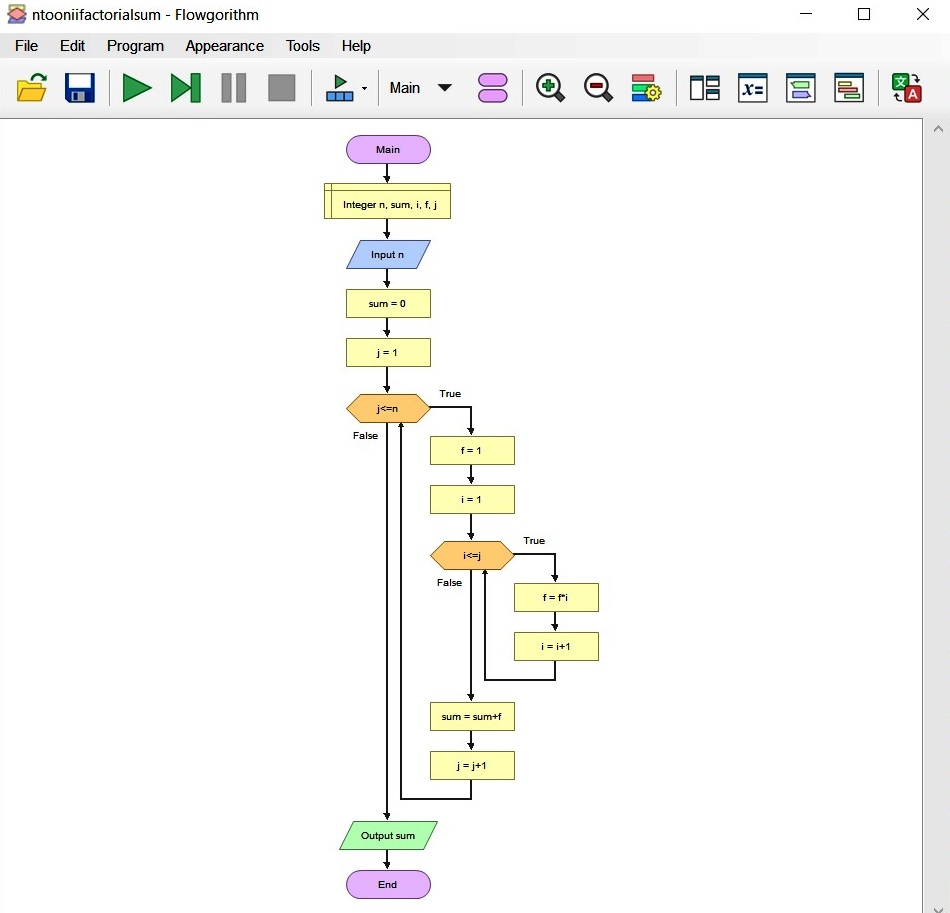 ntooniifactorialsum - Flowgorithm
File Edit Program Appearance Tools Help
Main x= 文 A
Main
Integer n, sum, i, f, j
Input n
sum = 0
j = 1
True
j<=n
False
f = 1
i = 1
True
i<=j
False
f = f*i
i = i+1
sum = sum+f
j = j+1
Output sum
End